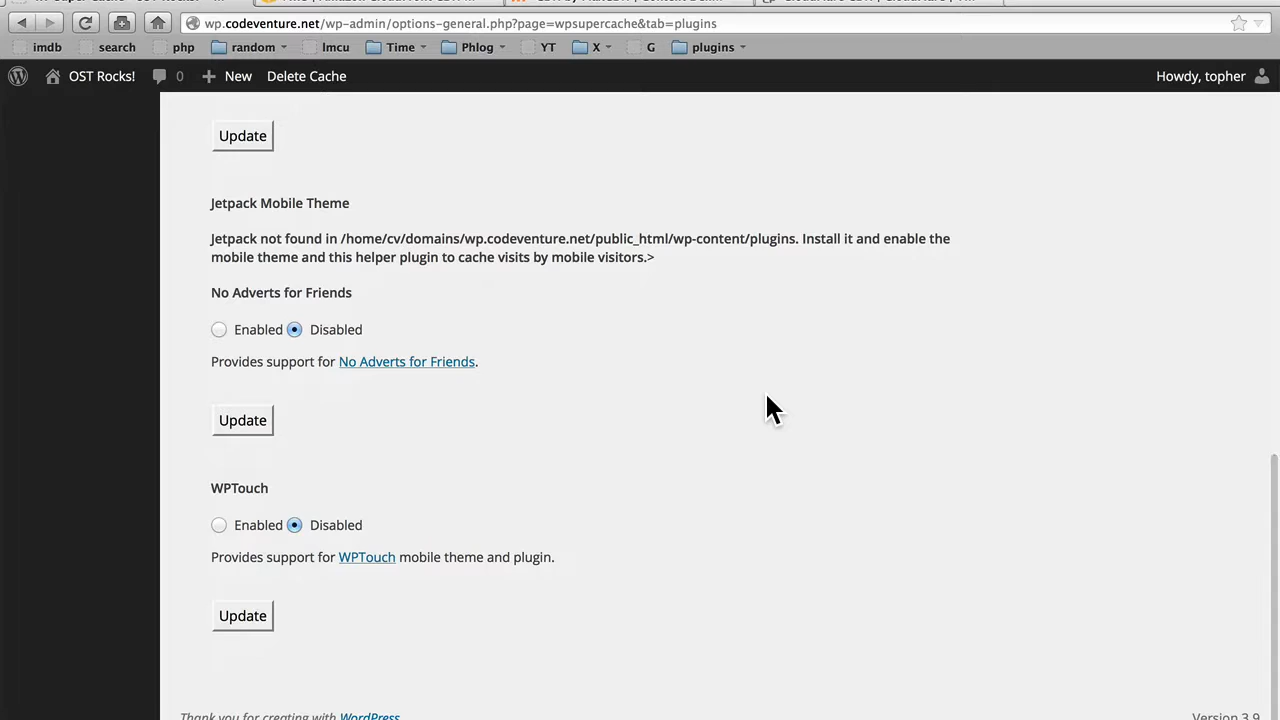 wp.codeventure.net/wp-admin/options-general.php?page=wpsupercache&tab=plugins
imdb search php random lmcu Time Phlog YT X G plugins
OST Rocks! 0 New Delete Cache Howdy, topher
Update
Jetpack Mobile Theme
Jetpack not found in /home/cv/domains/wp.codeventure.net/public_html/wp-content/plugins. Install it and enable the
mobile theme and this helper plugin to cache visits by mobile visitors.>
No Adverts for Friends
Enabled Disabled
Provides support for No Adverts for Friends.
Update
WPTouch
Enabled Disabled
Provides support for WPTouch mobile theme and plugin.
Update
Thank you for creating with WordPress Version 3.9